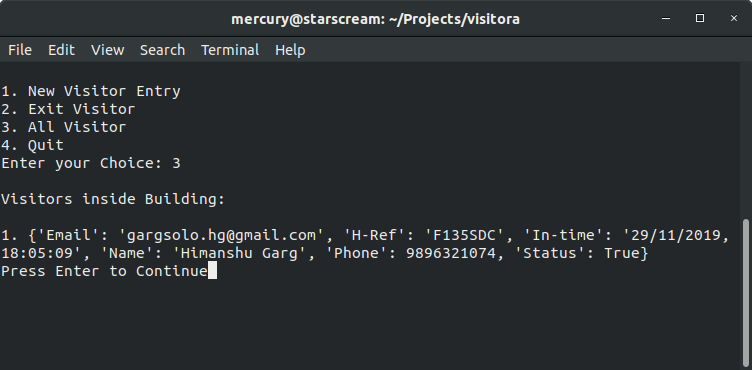 mercury@starscream: ~/Projects/visitora
File Edit View Search Terminal Help
1. New Visitor Entry
2. Exit Visitor
3. All Visitor
4. Quit
Enter your Choice: 3
Visitors inside Building:
1. {'Email': 'gargsolo.hg@gmail.com', 'H-Ref': 'F135SDC', 'In-time': '29/11/2019,
18:05:09', 'Name': 'Himanshu Garg', 'Phone': 9896321074, 'Status': True}
Press Enter to Continue